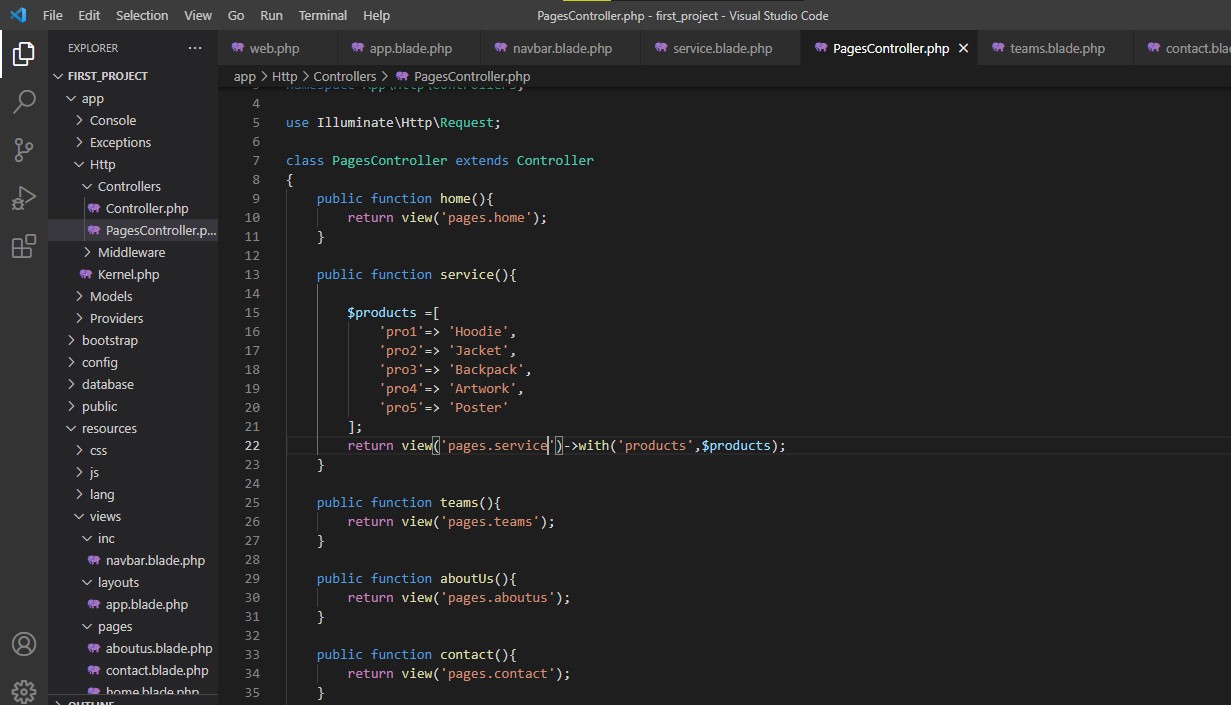 File Edit Selection View Go Run Terminal Help PagesController.php - first_project - Visual Studio Code
EXPLORER ...
web.php app.blade.php navbar.blade.php service.blade.php PagesController.php teams.blade.php contact.blac
app > Http > Controllers > PagesController.php
FIRST_PROJECT
app
Console
Exceptions
Http
Controllers
Controller.php
PagesController.p...
Middleware
Kernel.php
Models
Providers
bootstrap
config
database
public
resources
css
js
lang
views
inc
navbar.blade.php
layouts
app.blade.php
pages
aboutus.blade.php
contact.blade.php
home.blade.php
OUTLINE
3 namespace App\Http\Controllers;
4
5 use Illuminate\Http\Request;
6
7 class PagesController extends Controller
8 {
9 public function home(){
10 return view('pages.home');
11 }
12
13 public function service(){
14
15 $products =[
16 'pro1'=> 'Hoodie',
17 'pro2'=> 'Jacket',
18 'pro3'=> 'Backpack',
19 'pro4'=> 'Artwork',
20 'pro5'=> 'Poster'
21 ];
22 return view('pages.service')->with('products',$products);
23 }
24
25 public function teams(){
26 return view('pages.teams');
27 }
28
29 public function aboutUs(){
30 return view('pages.aboutus');
31 }
32
33 public function contact(){
34 return view('pages.contact');
35 }